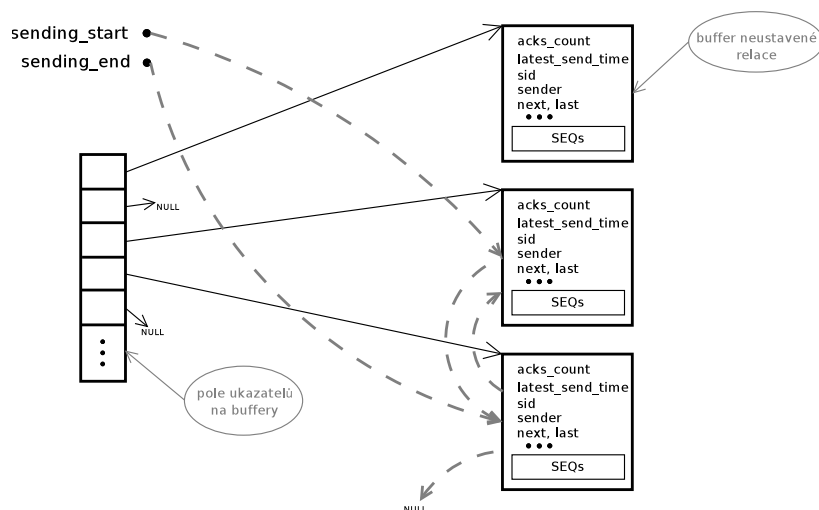 sending_start
sending_end
acks_count
latest_send_time
sid
sender
next, last
SEQs
buffer neustavené
relace
NULL
acks_count
latest_send_time
sid
sender
next, last
SEQs
NULL
pole ukazatelů
na buffery
acks_count
latest_send_time
sid
sender
next, last
SEQs
NULL